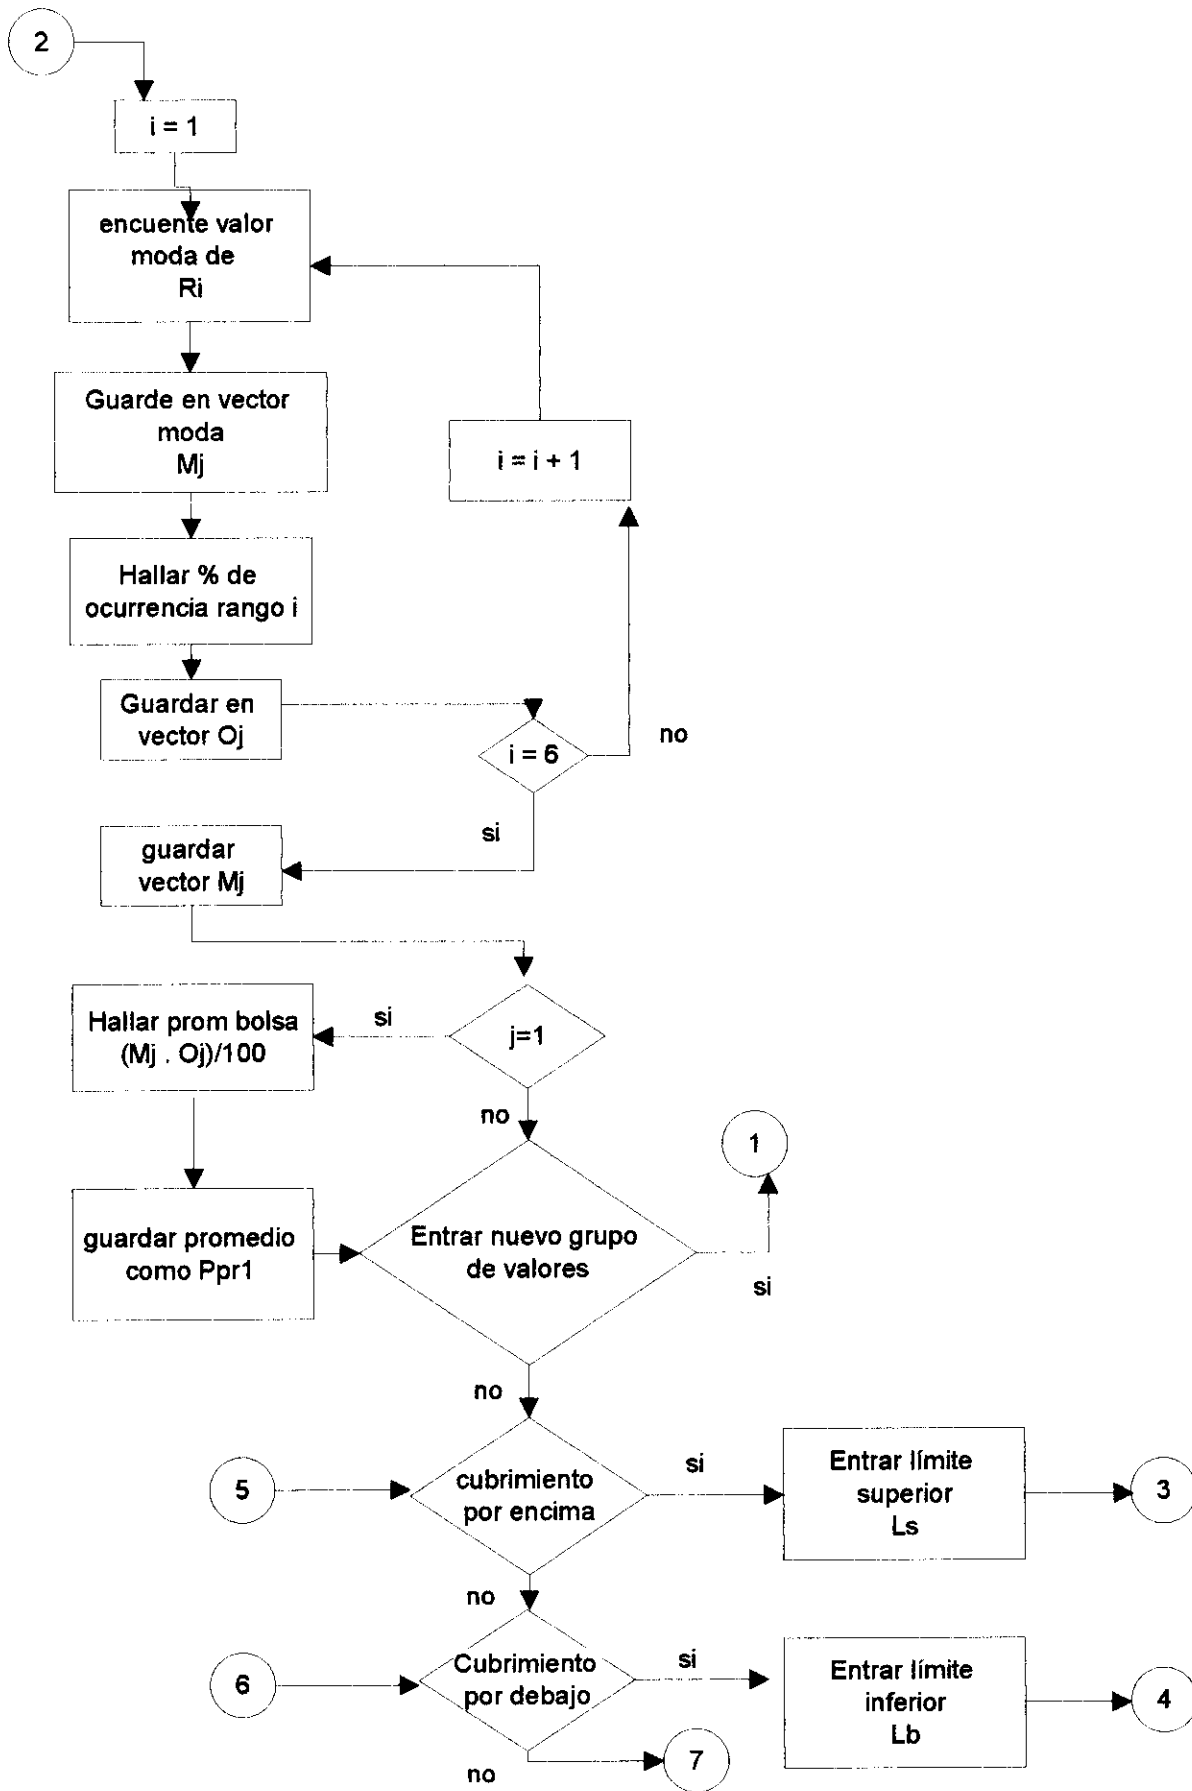 2
i = 1
encuente valor
moda de
Ri
Guarde en vector
moda
Mj
i = i + 1
Hallar % de
ocurrencia rango i
Guardar en
vector Oj
i = 6
no
si
guardar
vector Mj
Hallar prom bolsa
(Mj . Oj)/100
si
j=1
no
1
guardar promedio
como Ppr1
Entrar nuevo grupo
de valores
si
no
5
cubrimiento
por encima
si
Entrar límite
superior
Ls
3
no
6
Cubrimiento
por debajo
si
Entrar límite
inferior
Lb
4
no
7